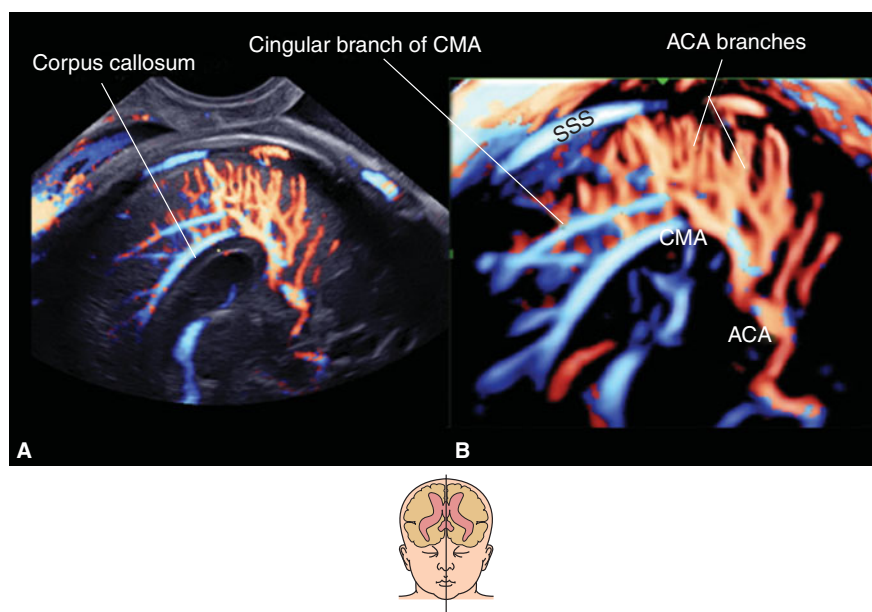 Corpus callosum
Cingular branch of CMA
ACA branches
SSS
CMA
ACA
A
B